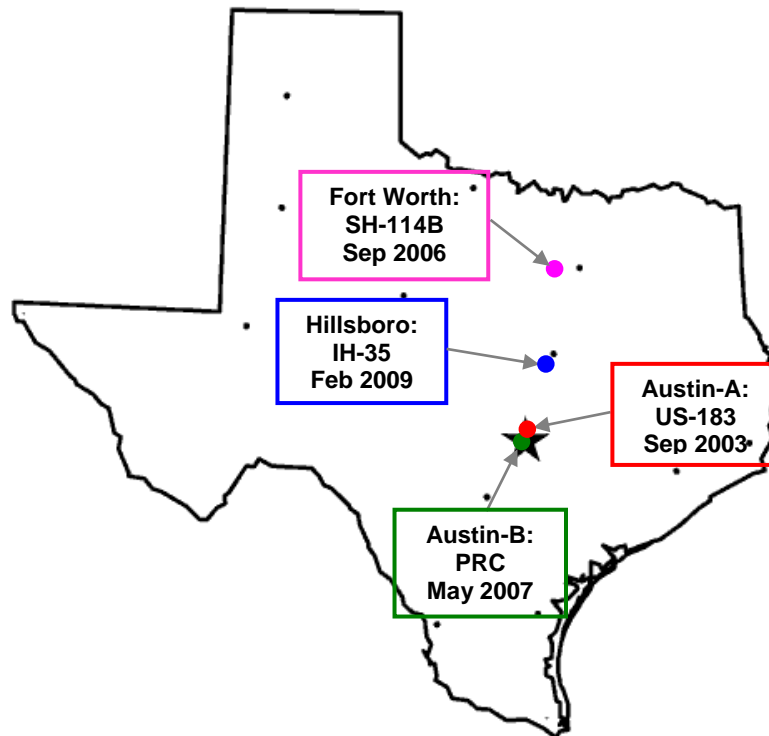 Fort Worth:
SH-114B
Sep 2006
Hillsboro:
IH-35
Feb 2009
Austin-A:
US-183
Sep 2003
Austin-B:
PRC
May 2007